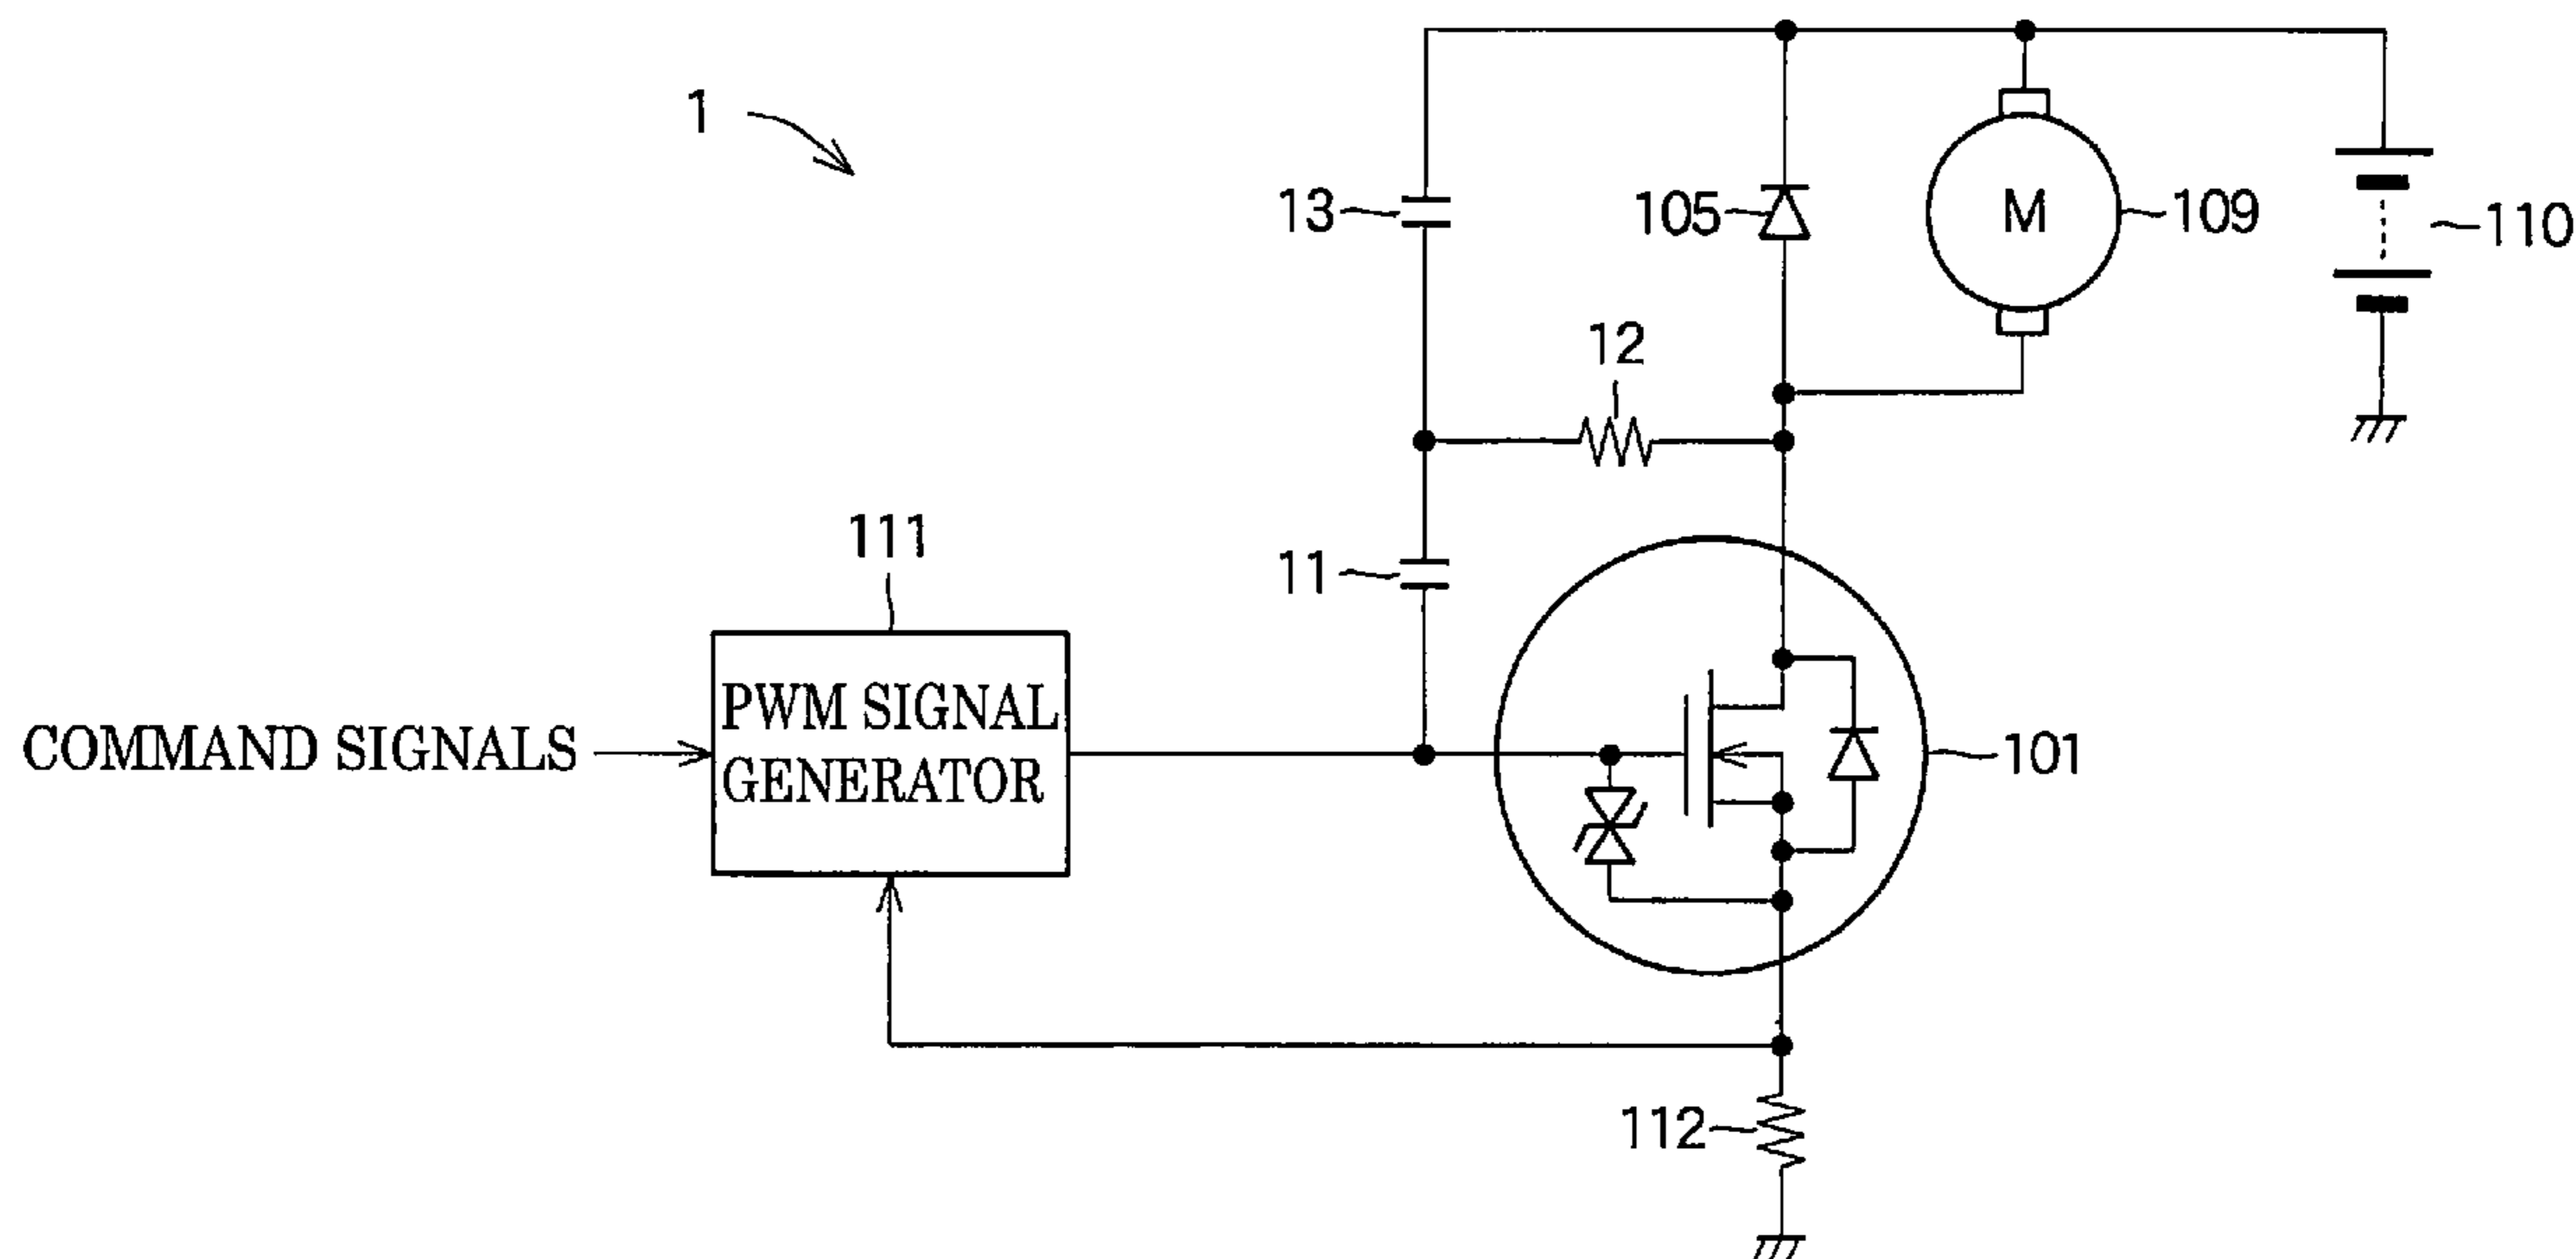 1
13
105
M
109
110
12
111
11
COMMAND SIGNALS
PWM SIGNAL
GENERATOR
101
112